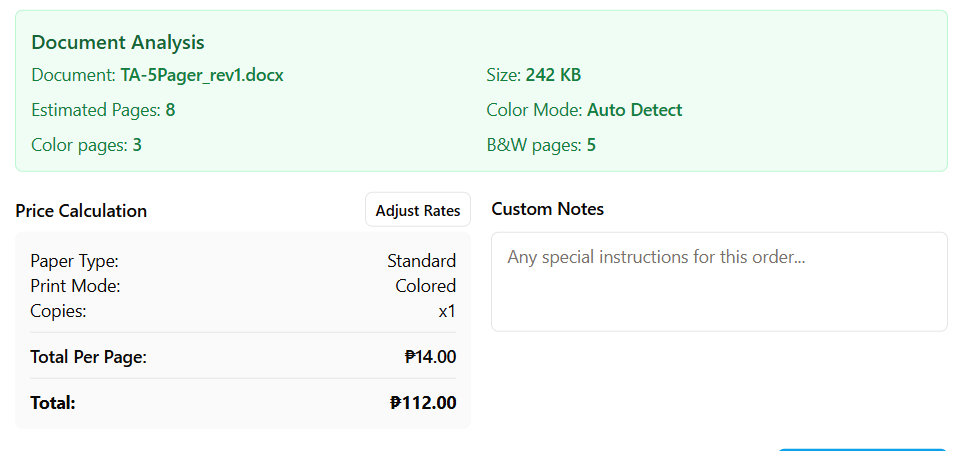 Document Analysis
Document: TA-5Pager_rev1.docx
Size: 242 KB
Estimated Pages: 8
Color Mode: Auto Detect
Color pages: 3
B&W pages: 5
Price Calculation
Adjust Rates
Paper Type: Standard
Print Mode: Colored
Copies: x1
Total Per Page: ₱14.00
Total: ₱112.00
Custom Notes
Any special instructions for this order...